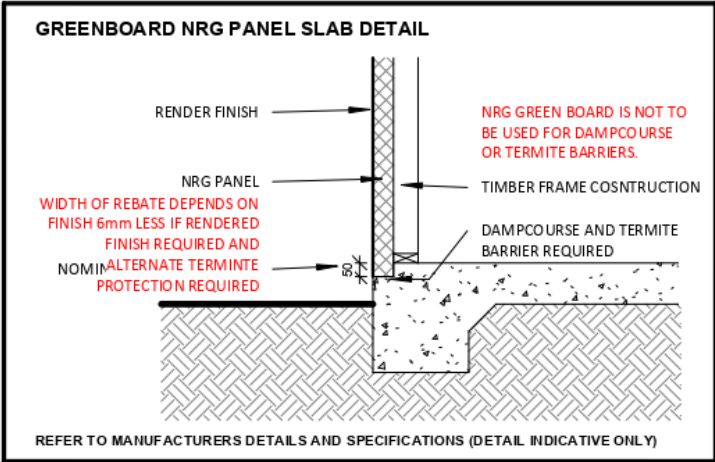 GREENBOARD NRG PANEL SLAB DETAIL
RENDER FINISH
NRG GREEN BOARD IS NOT TO
BE USED FOR DAMPCOURSE
OR TERMITE BARRIERS.
NRG PANEL
TIMBER FRAME COSNTRUCTION
WIDTH OF REBATE DEPENDS ON
FINISH 6mm LESS IF RENDERED
FINISH REQUIRED AND
ALTERNATE TERMINTE
PROTECTION REQUIRED
DAMPCOURSE AND TERMITE
BARRIER REQUIRED
50
REFER TO MANUFACTURERS DETAILS AND SPECIFICATIONS (DETAIL INDICATIVE ONLY)